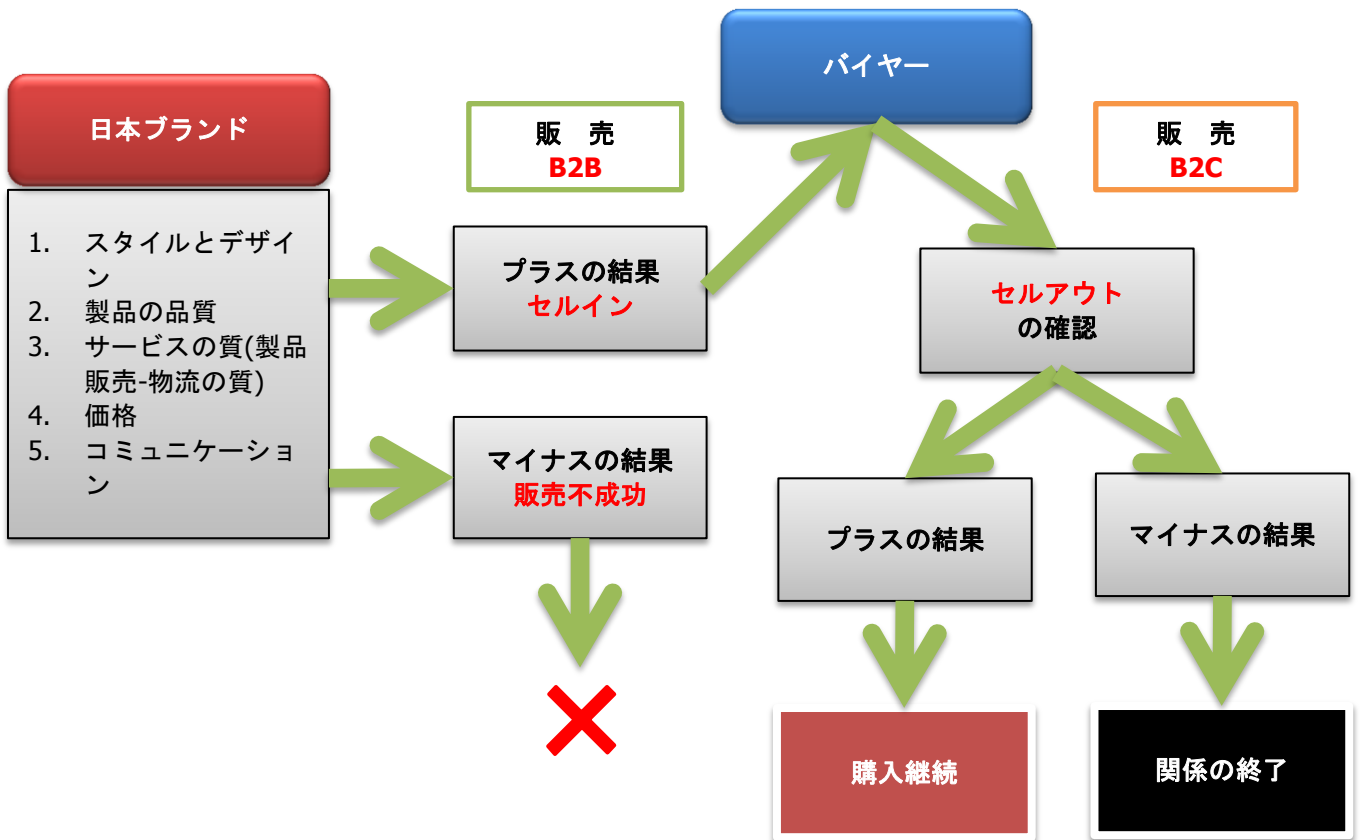 バイヤー
日本ブランド
販　売
B2B
販　売
B2C
1. スタイルとデザイ
ン
2. 製品の品質
3. サービスの質(製品
販売-物流の質)
4. 価格
5. コミュニケーショ
ン
プラスの結果
セルイン
セルアウト
の確認
マイナスの結果
販売不成功
プラスの結果
マイナスの結果
購入継続
関係の終了